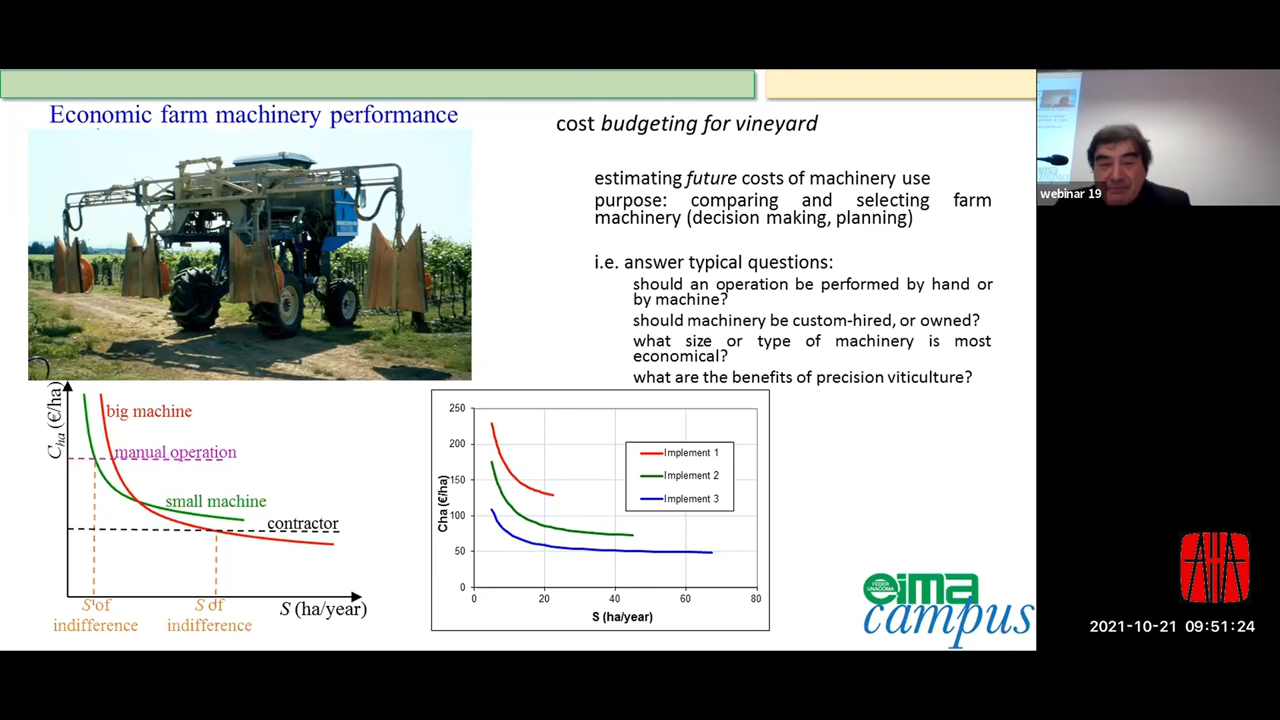 Economic farm machinery performance
cost budgeting for vineyard
estimating future costs of machinery use
purpose: comparing and selecting farm
machinery (decision making, planning)
i.e. answer typical questions:
should an operation be performed by hand or
by machine?
should machinery be custom-hired, or owned?
what size or type of machinery is most
economical?
what are the benefits of precision viticulture?
webinar 19
Cha (€/ha)
big machine
manual operation
small machine
contractor
S' of
indifference
S of
indifference
S (ha/year)
250
200
150
100
50
0
Cha (€/ha)
Implement 1
Implement 2
Implement 3
0
20
40
60
80
S (ha/year)
FEDER
UNACOMA
eima
campus
2021-10-21 09:51:24